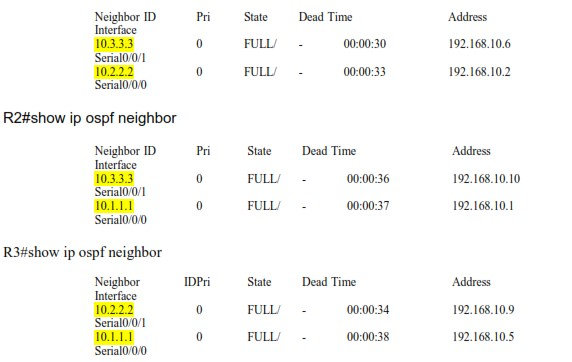 Neighbor ID Pri State Dead Time Address
Interface
10.3.3.3 0 FULL/ - 00:00:30 192.168.10.6
Serial0/0/1
10.2.2.2 0 FULL/ - 00:00:33 192.168.10.2
Serial0/0/0
R2#show ip ospf neighbor
Neighbor ID Pri State Dead Time Address
Interface
10.3.3.3 0 FULL/ - 00:00:36 192.168.10.10
Serial0/0/1
10.1.1.1 0 FULL/ - 00:00:37 192.168.10.1
Serial0/0/0
R3#show ip ospf neighbor
Neighbor IDPri State Dead Time Address
Interface
10.2.2.2 0 FULL/ - 00:00:34 192.168.10.9
Serial0/0/1
10.1.1.1 0 FULL/ - 00:00:38 192.168.10.5
Serial0/0/0